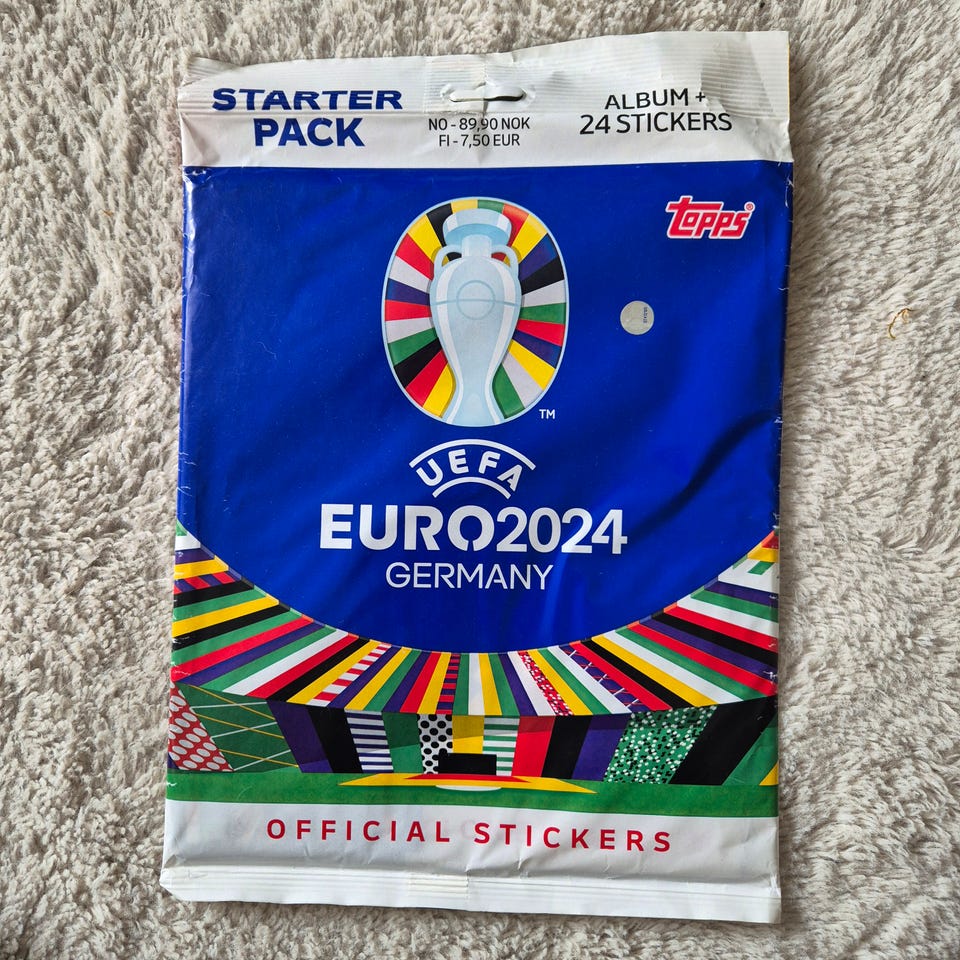 STARTER
PACK
NO - 89,90 NOK
FI - 7,50 EUR
ALBUM +
24 STICKERS
TOPPS®
TM
UEFA
EURO2024
GERMANY
OFFICIAL STICKERS